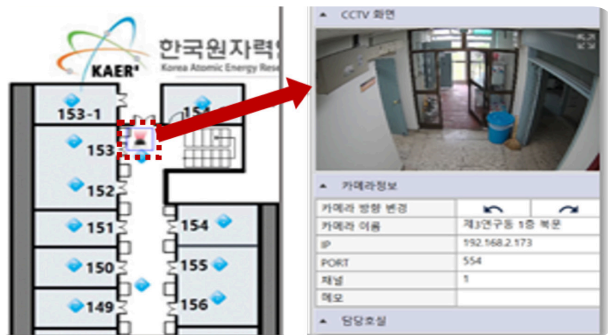 KAERI
한국원자력
Korea Atomic Energy Rese
153-1
153
152
151
150
149
154
155
156
CCTV 화면
카메라정보
카메라 방향 변경
카메라 이름 제3연구동 1층 북문
IP 192.168.2.173
PORT 554
채널 1
메모
담당호실